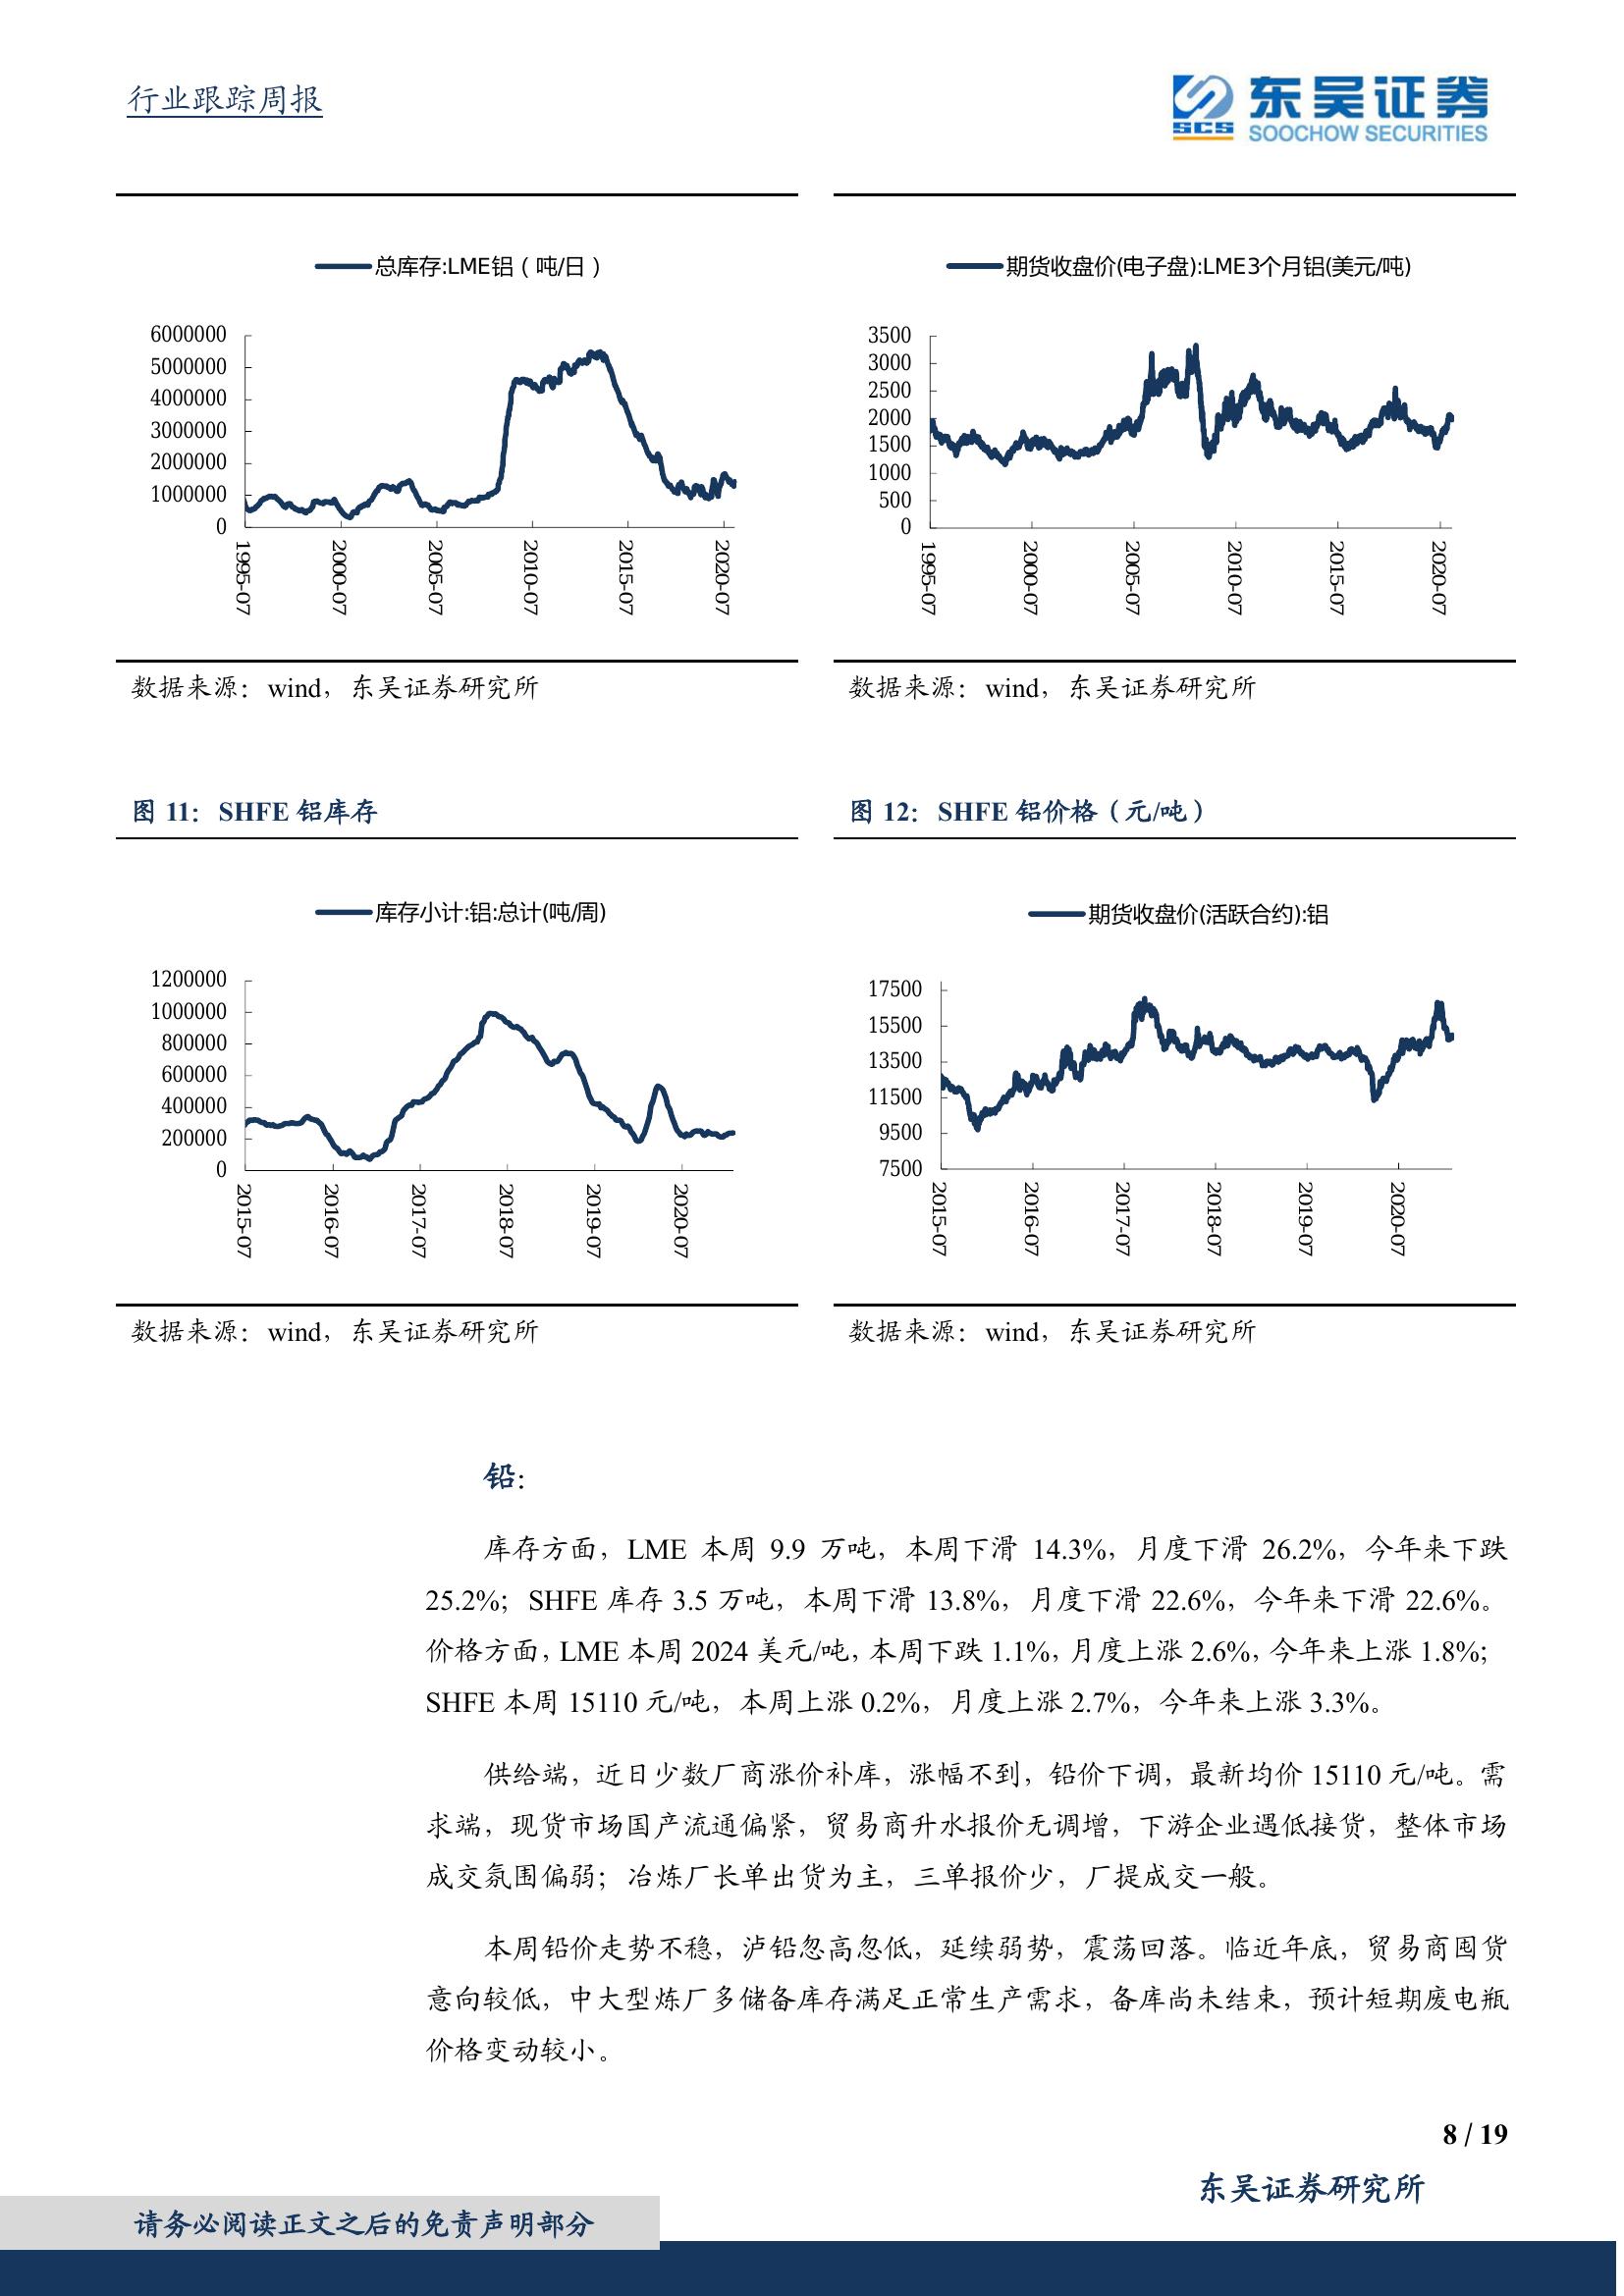 行业跟踪周报
东吴证券
SCS
SOOCHOW SECURITIES
总库存:LME铝（吨/日）
6000000
5000000
4000000
3000000
2000000
1000000
0
1995-07
2000-07
2005-07
2010-07
2015-07
2020-07
期货收盘价(电子盘):LME3个月铝(美元/吨)
3500
3000
2500
2000
1500
1000
500
0
1995-07
2000-07
2005-07
2010-07
2015-07
2020-07
数据来源：wind，东吴证券研究所
数据来源：wind，东吴证券研究所
图 11：SHFE 铝库存
图 12：SHFE 铝价格（元/吨）
库存小计:铝:总计(吨/周)
1200000
1000000
800000
600000
400000
200000
0
2015-07
2016-07
2017-07
2018-07
2019-07
2020-07
期货收盘价(活跃合约):铝
17500
15500
13500
11500
9500
7500
2015-07
2016-07
2017-07
2018-07
2019-07
2020-07
数据来源：wind，东吴证券研究所
数据来源：wind，东吴证券研究所
铅：
库存方面，LME 本周 9.9 万吨，本周下滑 14.3%，月度下滑 26.2%，今年来下跌
25.2%；SHFE 库存 3.5 万吨，本周下滑 13.8%，月度下滑 22.6%，今年来下滑 22.6%。
价格方面，LME 本周 2024 美元/吨，本周下跌 1.1%，月度上涨 2.6%，今年来上涨 1.8%；
SHFE 本周 15110 元/吨，本周上涨 0.2%，月度上涨 2.7%，今年来上涨 3.3%。
供给端，近日少数厂商涨价补库，涨幅不到，铅价下调，最新均价 15110 元/吨。需
求端，现货市场国产流通偏紧，贸易商升水报价无调增，下游企业遇低接货，整体市场
成交氛围偏弱；冶炼厂长单出货为主，三单报价少，厂提成交一般。
本周铅价走势不稳，泸铅忽高忽低，延续弱势，震荡回落。临近年底，贸易商囤货
意向较低，中大型炼厂多储备库存满足正常生产需求，备库尚未结束，预计短期废电瓶
价格变动较小。
8 / 19
东吴证券研究所
请务必阅读正文之后的免责声明部分